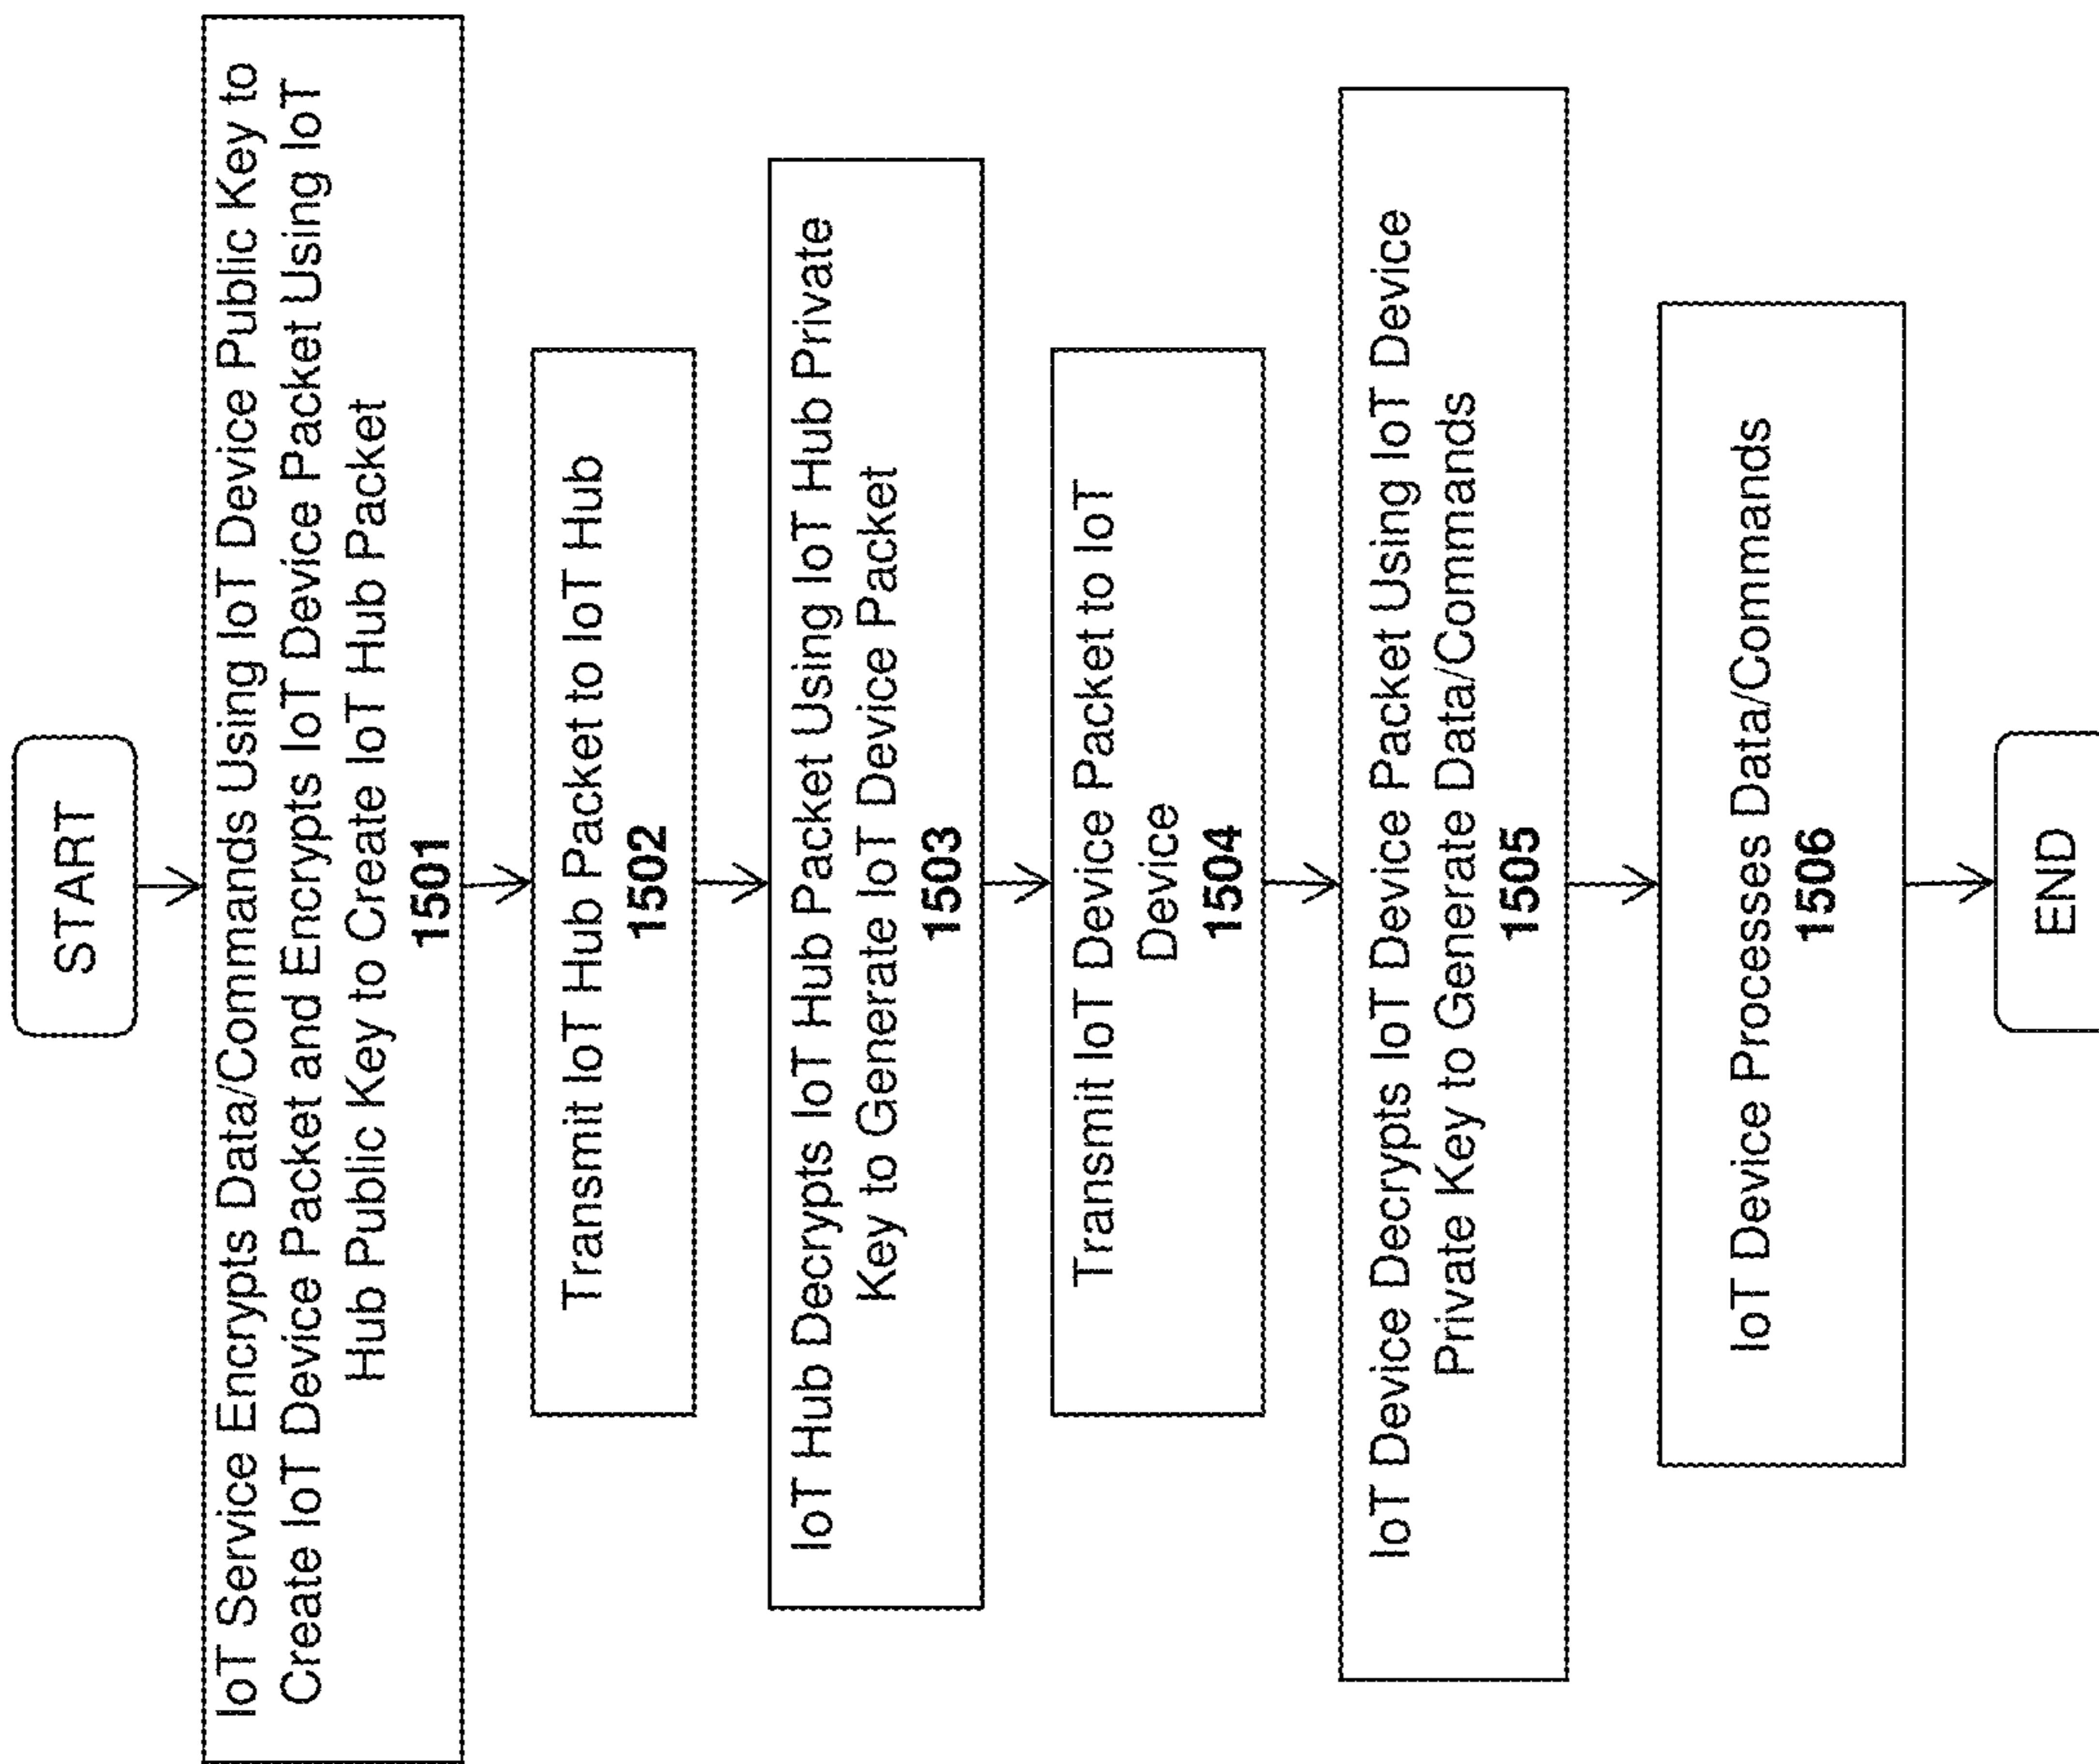 START
IoT Service Encrypts Data/Commands Using IoT Device Public Key to
Create IoT Device Packet and Encrypts IoT Device Packet Using IoT
Hub Public Key to Create IoT Hub Packet
1501
Transmit IoT Hub Packet to IoT Hub
1502
IoT Hub Decrypts IoT Hub Packet Using IoT Hub Private
Key to Generate IoT Device Packet
1503
Transmit IoT Device Packet to IoT
Device
1504
IoT Device Decrypts IoT Device Packet Using IoT Device
Private Key to Generate Data/Commands
1505
IoT Device Processes Data/Commands
1506
END